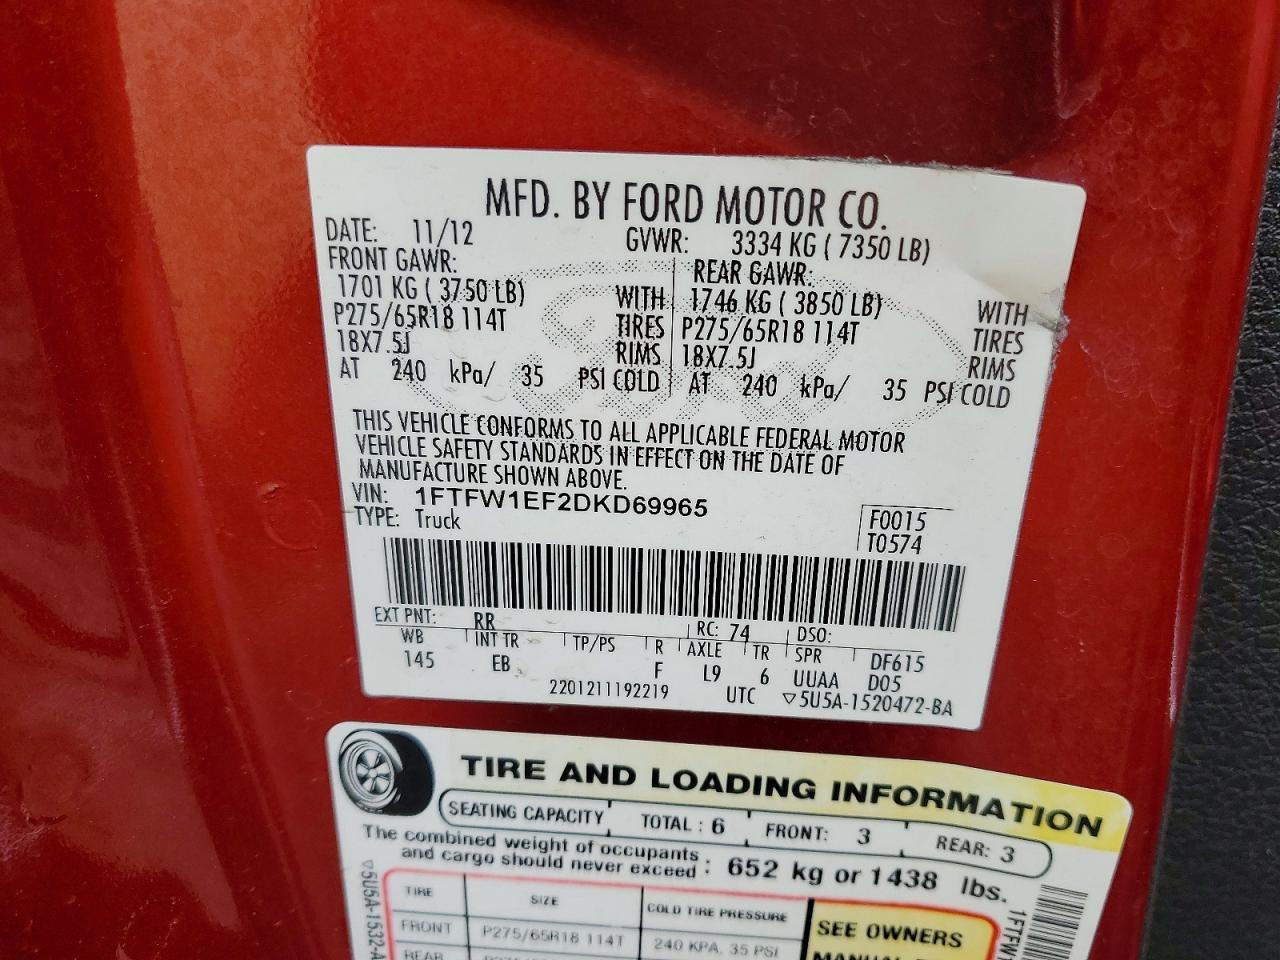 MFD. BY FORD MOTOR CO.
DATE: 11/12 GVWR: 3334 KG ( 7350 LB)
FRONT GAWR: REAR GAWR:
1701 KG ( 3750 LB) WITH 1746 KG ( 3850 LB) WITH
P275/65R18 114T TIRES P275/65R18 114T TIRES
18X7.5J RIMS 18X7.5J RIMS
AT 240 kPa/ 35 PSI COLD AT 240 kPa/ 35 PSI COLD
THIS VEHICLE CONFORMS TO ALL APPLICABLE FEDERAL MOTOR
VEHICLE SAFETY STANDARDS IN EFFECT ON THE DATE OF
MANUFACTURE SHOWN ABOVE.
VIN: 1FTFW1EF2DKD69965
TYPE: Truck
F0015
T0574
EXT PNT: RR RC: 74 DSO:
WB INT TR TP/PS R AXLE TR SPR DF615
145 EB F L9 6 UUAA D05
2201211192219 UTC ▽5U5A-1520472-BA
TIRE AND LOADING INFORMATION
SEATING CAPACITY TOTAL : 6 FRONT: 3 REAR: 3
The combined weight of occupants
and cargo should never exceed : 652 kg or 1438 lbs.
TIRE SIZE COLD TIRE PRESSURE
FRONT P275/65R18 114T 240 KPA, 35 PSI
REAR
SEE OWNERS
MANUAL
▽5U5A-1532-A
1FTFW1